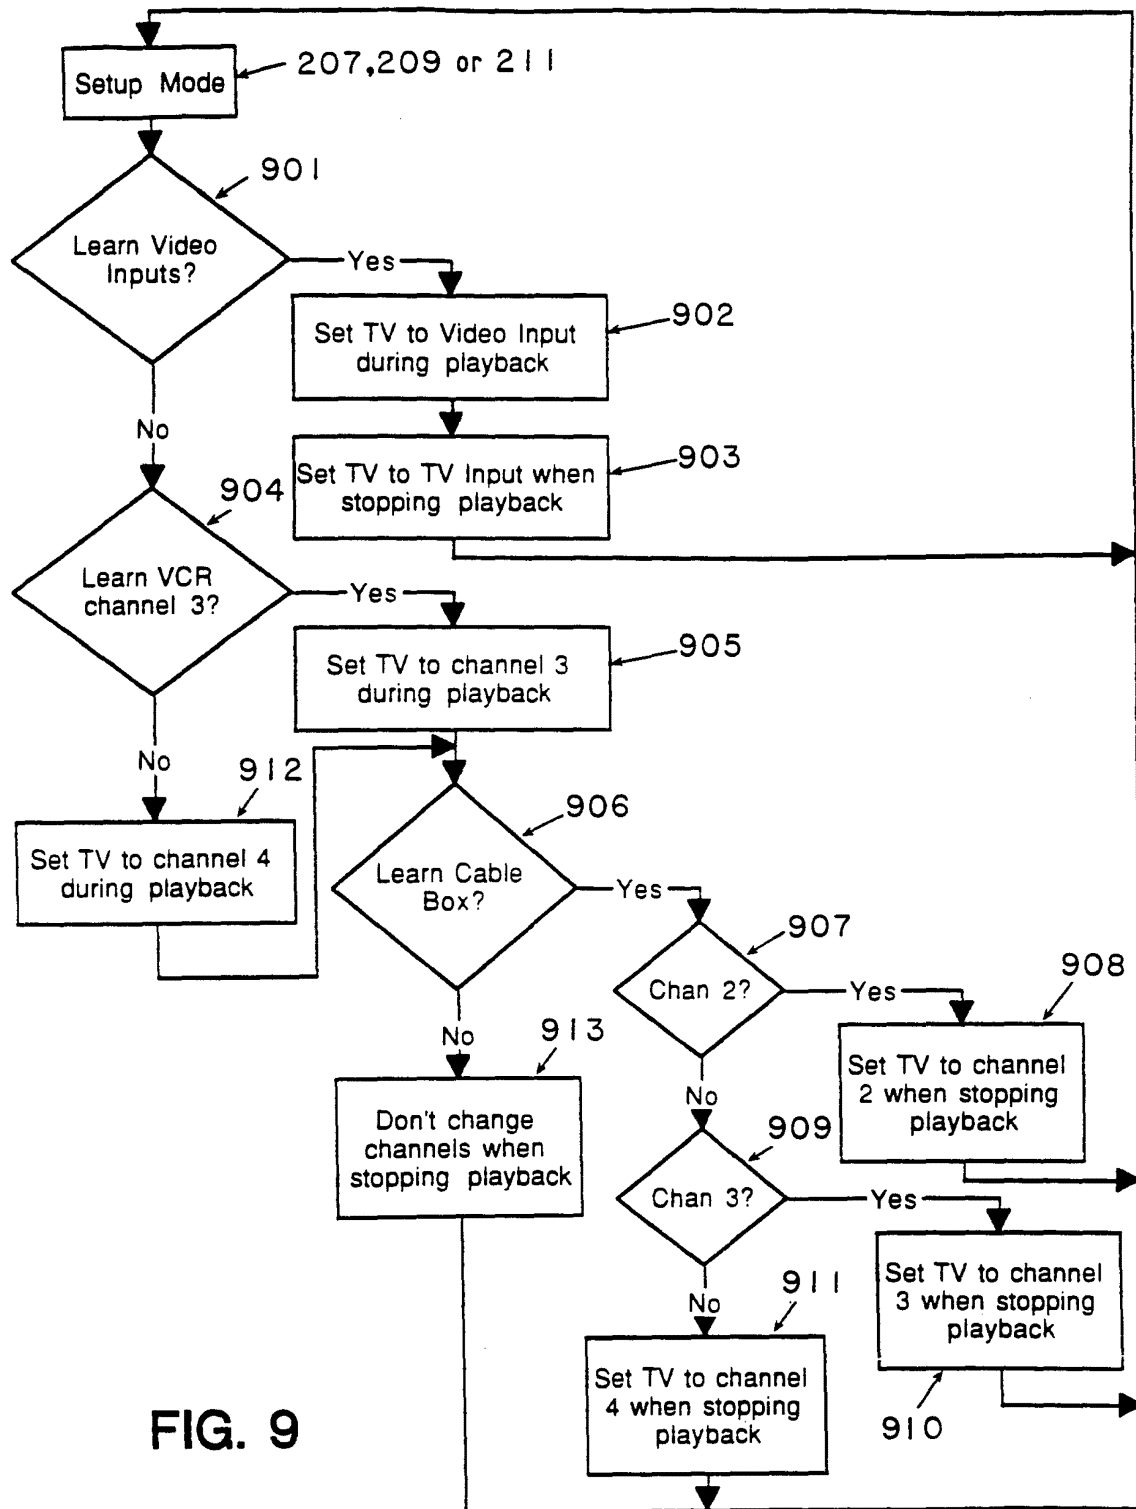 207,209 or 211
Setup Mode
901
Learn Video
Inputs?
Yes
902
Set TV to Video Input
during playback
No
903
Set TV to TV Input when
stopping playback
904
Learn VCR
channel 3?
Yes
905
Set TV to channel 3
during playback
No
912
Set TV to channel 4
during playback
906
Learn Cable
Box?
Yes
907
Chan 2?
Yes
908
Set TV to channel
2 when stopping
playback
No
913
Don't change
channels when
stopping playback
No
909
Chan 3?
Yes
Set TV to channel
3 when stopping
playback
910
No
911
Set TV to channel
4 when stopping
playback
FIG. 9